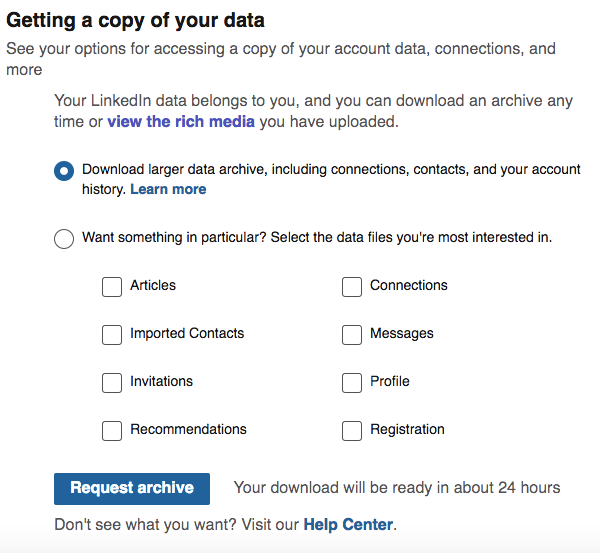 Getting a copy of your data
See your options for accessing a copy of your account data, connections, and
more
Your LinkedIn data belongs to you, and you can download an archive any
time or view the rich media you have uploaded.
Download larger data archive, including connections, contacts, and your account
history. Learn more
Want something in particular? Select the data files you're most interested in.
Articles
Connections
Imported Contacts
Messages
Invitations
Profile
Recommendations
Registration
Request archive
Your download will be ready in about 24 hours
Don't see what you want? Visit our Help Center.